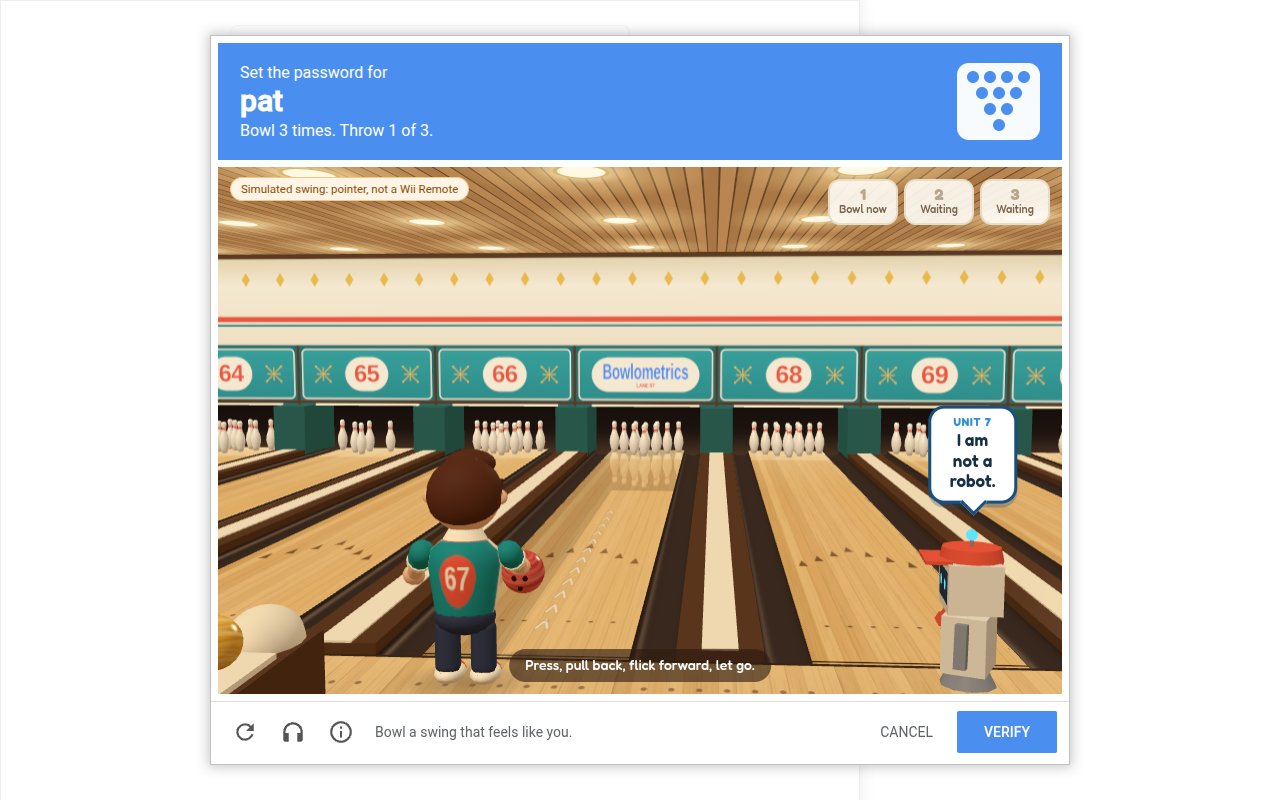 Set the password for
pat
Bowl 3 times. Throw 1 of 3.
Simulated swing: pointer, not a Wii Remote
1
Bowl now
2
Waiting
3
Waiting
64
65
66
Bowlometrics
LANE 67
68
69
UNIT 7
I am
not a
robot.
67
Press, pull back, flick forward, let go.
Bowl a swing that feels like you.
CANCEL
VERIFY